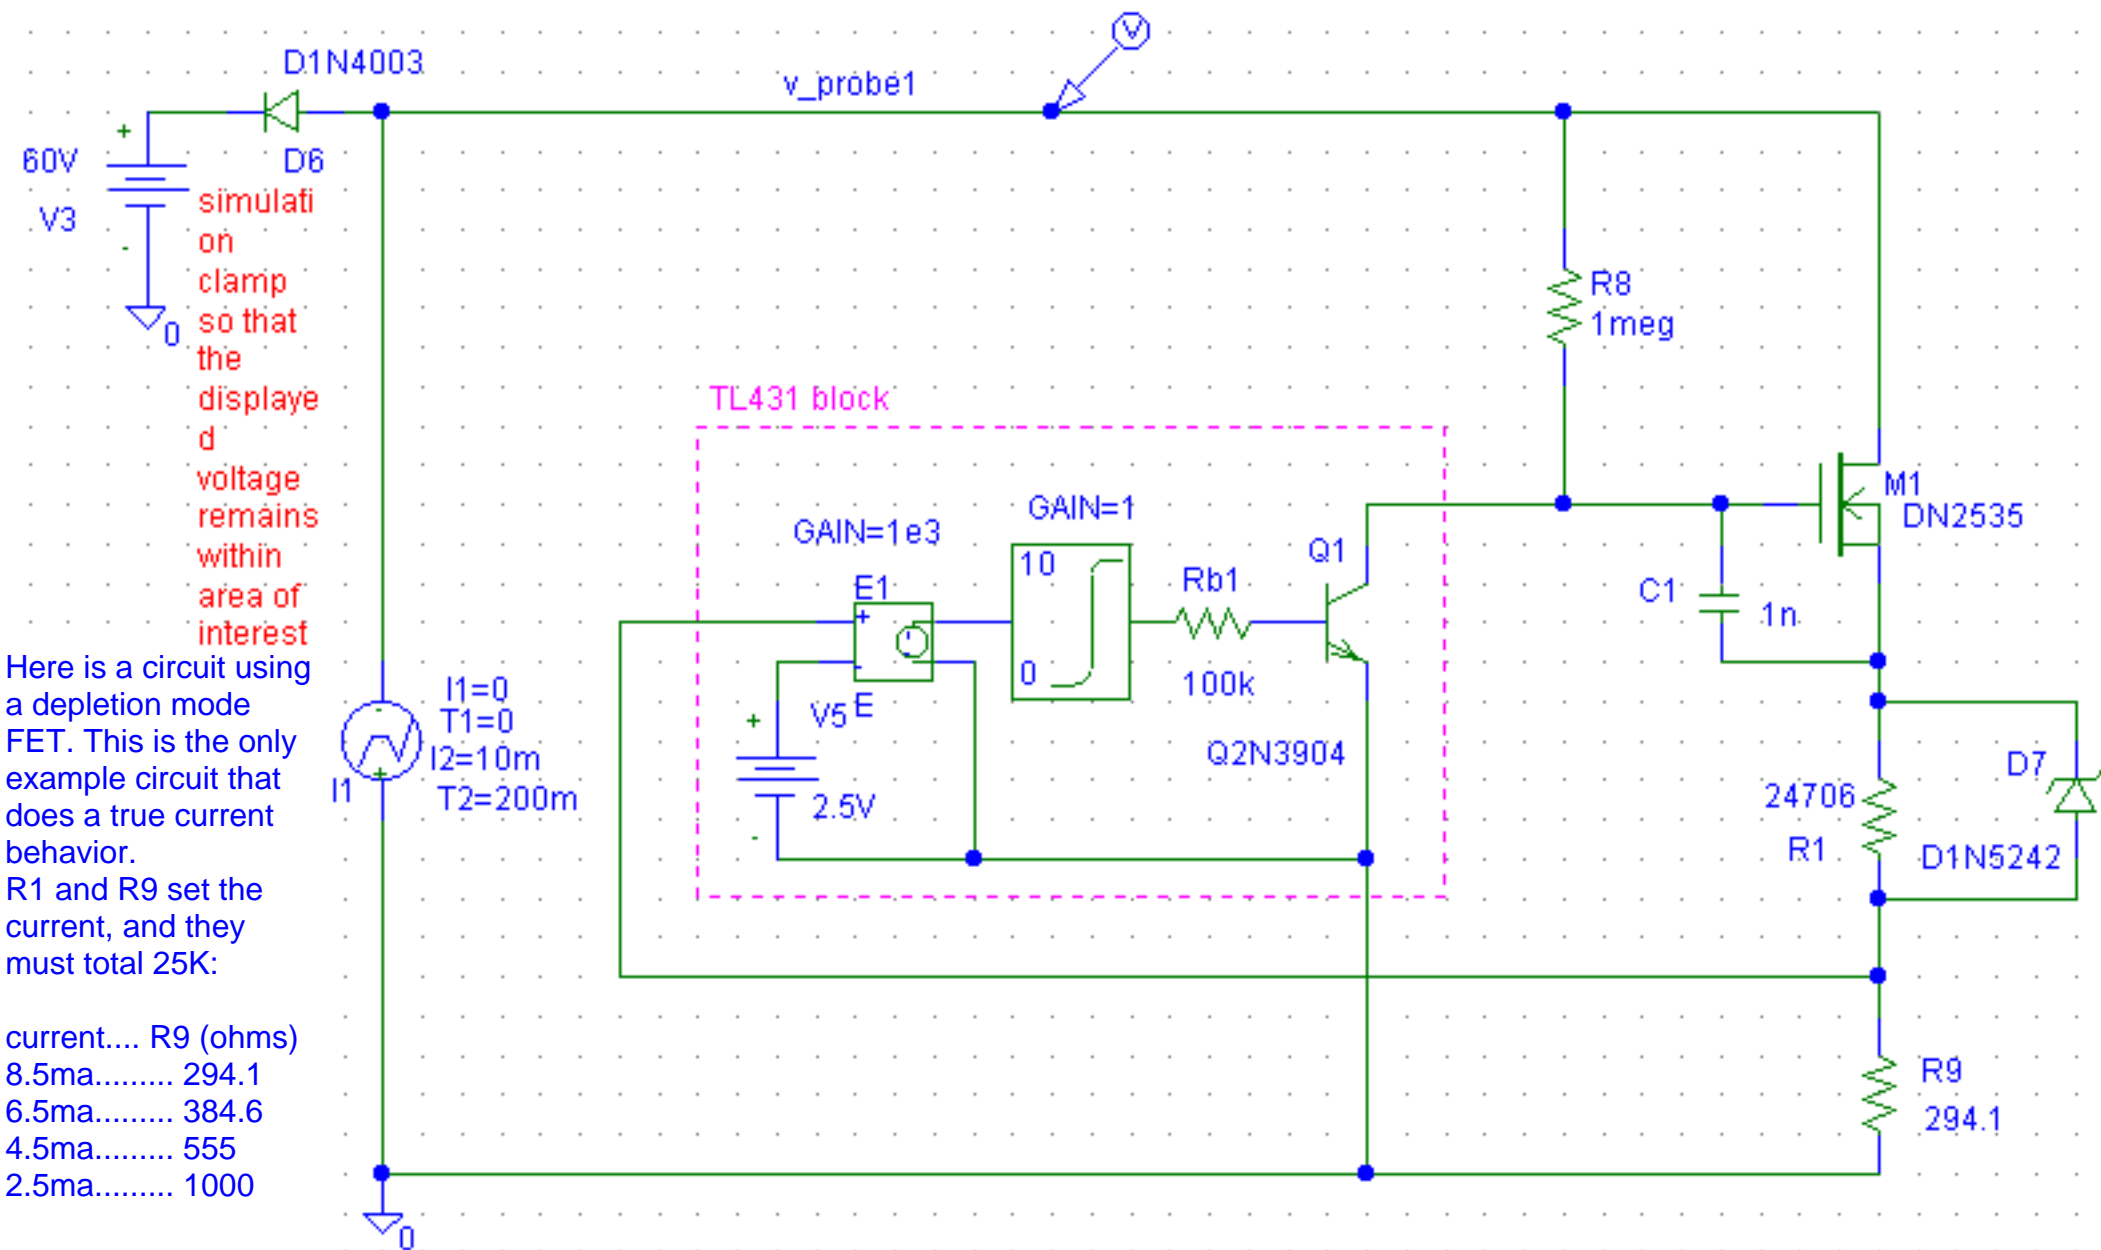 D1N4003
V
v_probe1
+
60V
D6
V3
-
0
simulati
on
clamp
so that
the
displaye
d
voltage
remains
within
area of
interest
R8
1meg
TL431 block
M1
DN2535
GAIN=1
GAIN=1e3
10
0
Q1
Rb1
100k
E1
+
-
E
C1
1n
Here is a circuit using
a depletion mode
FET. This is the only
example circuit that
does a true current
behavior.
R1 and R9 set the
current, and they
must total 25K:
I1=0
T1=0
I2=10m
T2=200m
-
+
I1
V5
+
2.5V
-
Q2N3904
D7
24706
R1
D1N5242
current.... R9 (ohms)
8.5ma......... 294.1
6.5ma......... 384.6
4.5ma......... 555
2.5ma......... 1000
R9
294.1
0